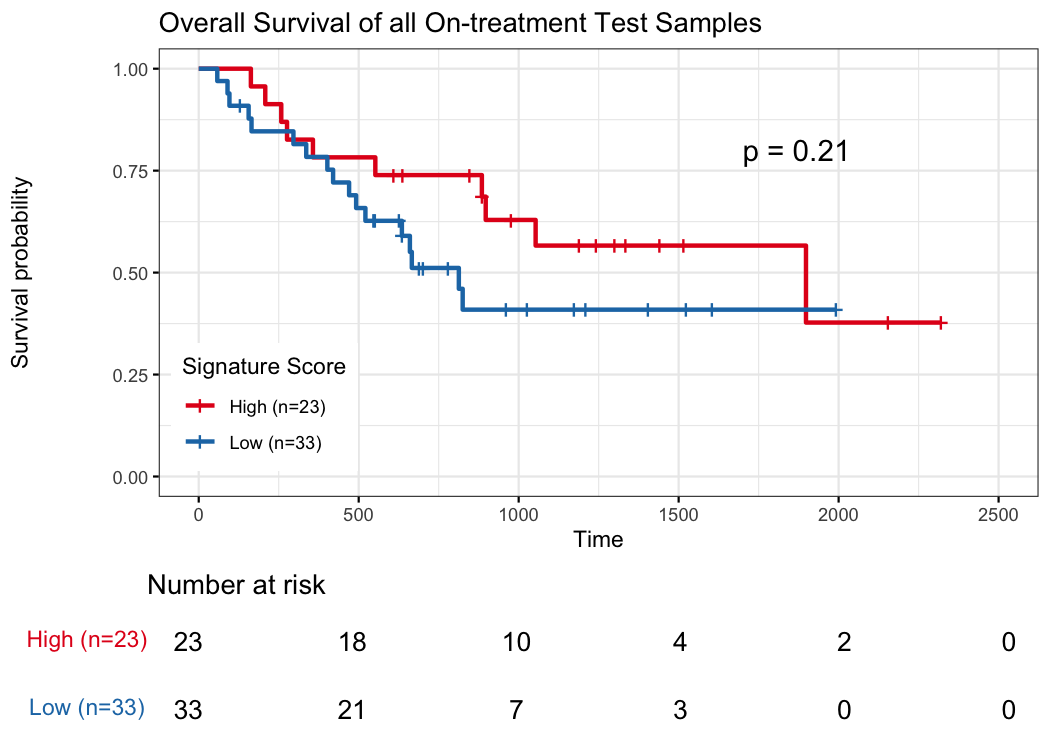 Overall Survival of all On-treatment Test Samples
1.00
0.75
0.50
0.25
0.00
Survival probability
p = 0.21
Signature Score
High (n=23)
Low (n=33)
0 500 1000 1500 2000 2500
Time
Number at risk
High (n=23) 23 18 10 4 2 0
Low (n=33) 33 21 7 3 0 0